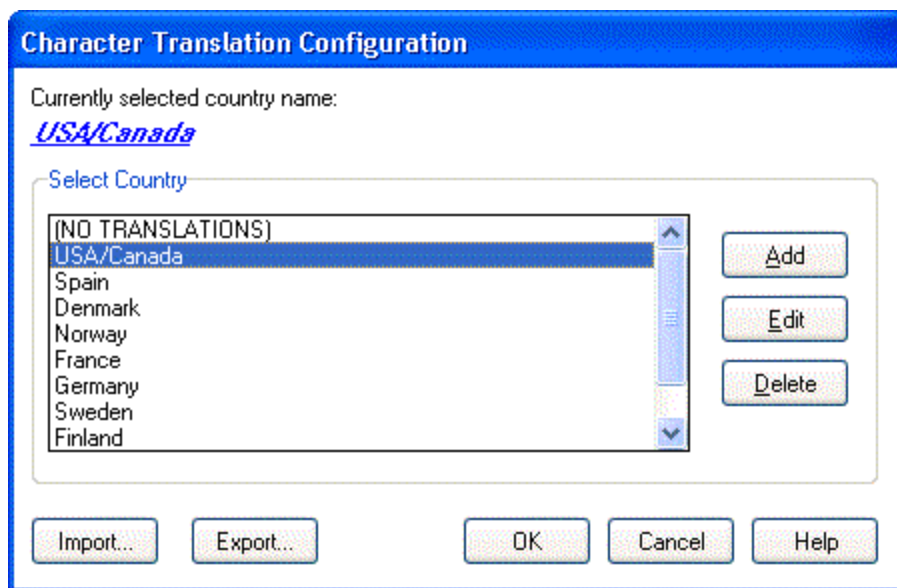 Character Translation Configuration
Currently selected country name:
USA/Canada
Select Country
(NO TRANSLATIONS)
USA/Canada
Spain
Denmark
Norway
France
Germany
Sweden
Finland
Add
Edit
Delete
Import...
Export...
OK
Cancel
Help